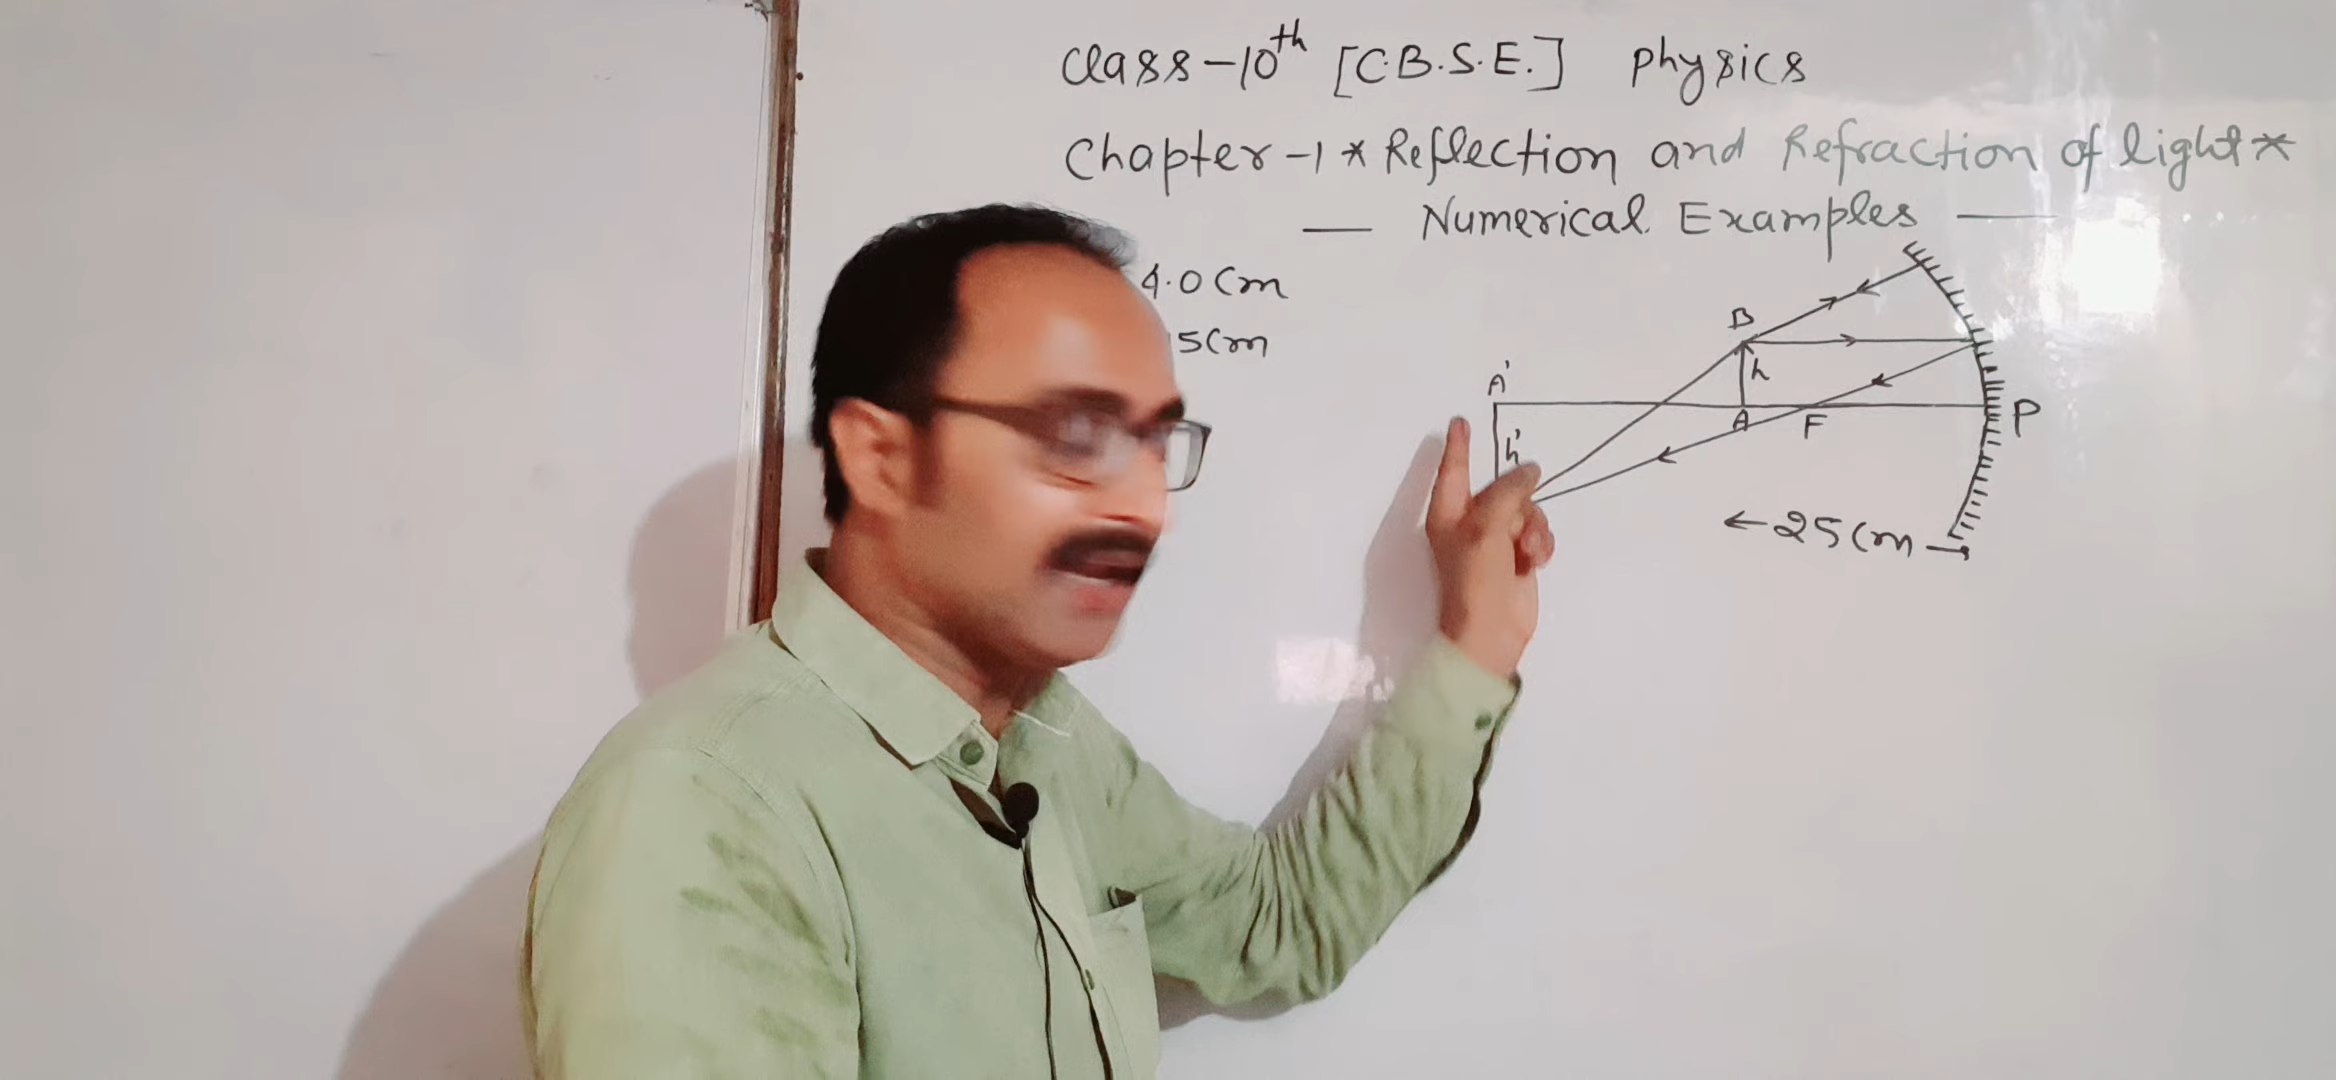 Class-10th [C.B.S.E.] Physics
Chapter-1 * Reflection and Refraction of light *
— Numerical Examples —
4.0 Cm
5Cm
B
h
A'
h'
A
F
P
←25Cm→